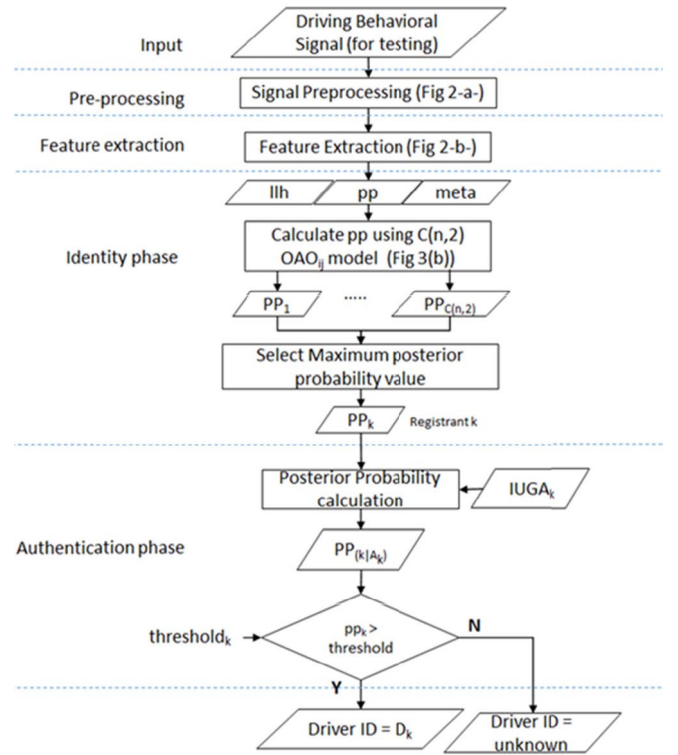 Driving Behavioral
Signal (for testing)
Input
Signal Preprocessing (Fig 2-a-)
Pre-processing
Feature extraction
Feature Extraction (Fig 2-b-)
llh pp meta
Calculate pp using C(n,2)
OAOij model (Fig 3(b))
Identity phase
PP1 ..... PPC(n,2)
Select Maximum posterior
probability value
PPk Registrant k
Posterior Probability
calculation
IUGAk
Authentication phase
PP(k|Ak)
thresholdk
ppk >
threshold
N
Y
Driver ID = Dk
Driver ID =
unknown